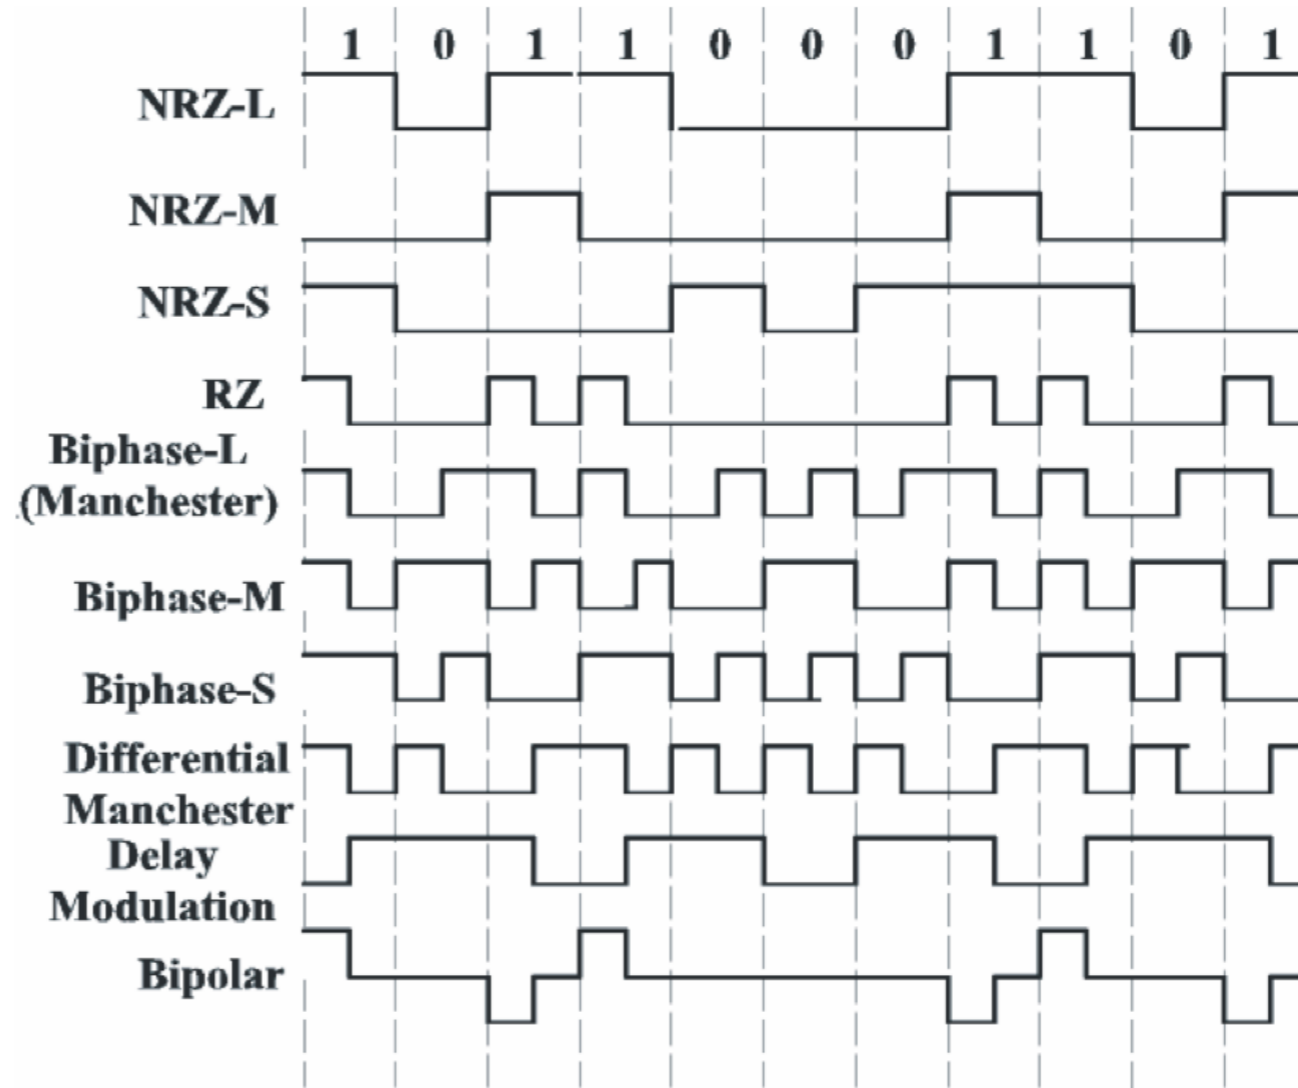 1 0 1 1 0 0 0 1 1 0 1
NRZ-L
NRZ-M
NRZ-S
RZ
Biphase-L
(Manchester)
Biphase-M
Biphase-S
Differential
Manchester
Delay
Modulation
Bipolar